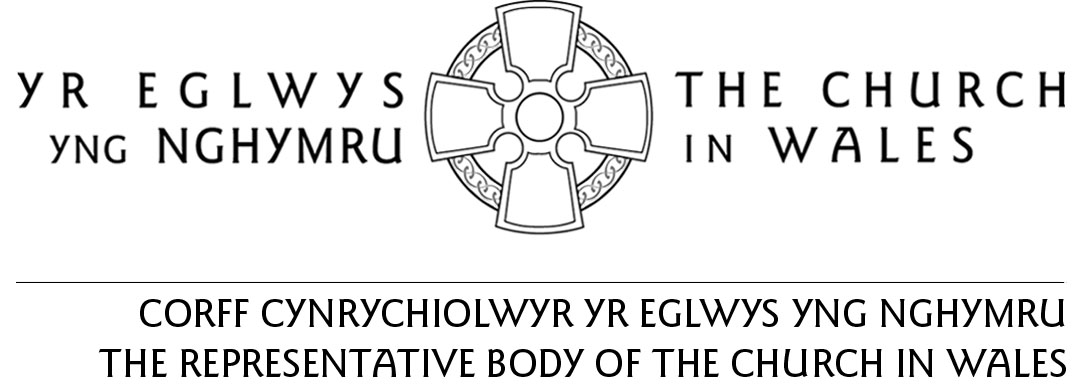 YR EGLWYS
YNG NGHYMRU
THE CHURCH
IN WALES
CORFF CYNRYCHIOLWYR YR EGLWYS YNG NGHYMRU
THE REPRESENTATIVE BODY OF THE CHURCH IN WALES